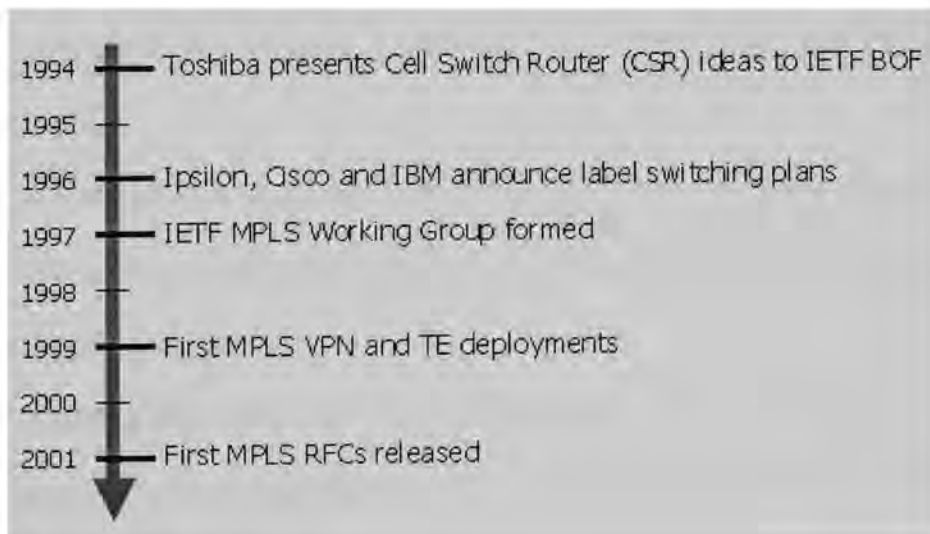 1994 Toshiba presents Cell Switch Router (CSR) ideas to IETF BOF
1995
1996 Ipsilon, Cisco and IBM announce label switching plans
1997 IETF MPLS Working Group formed
1998
1999 First MPLS VPN and TE deployments
2000
2001 First MPLS RFCs released